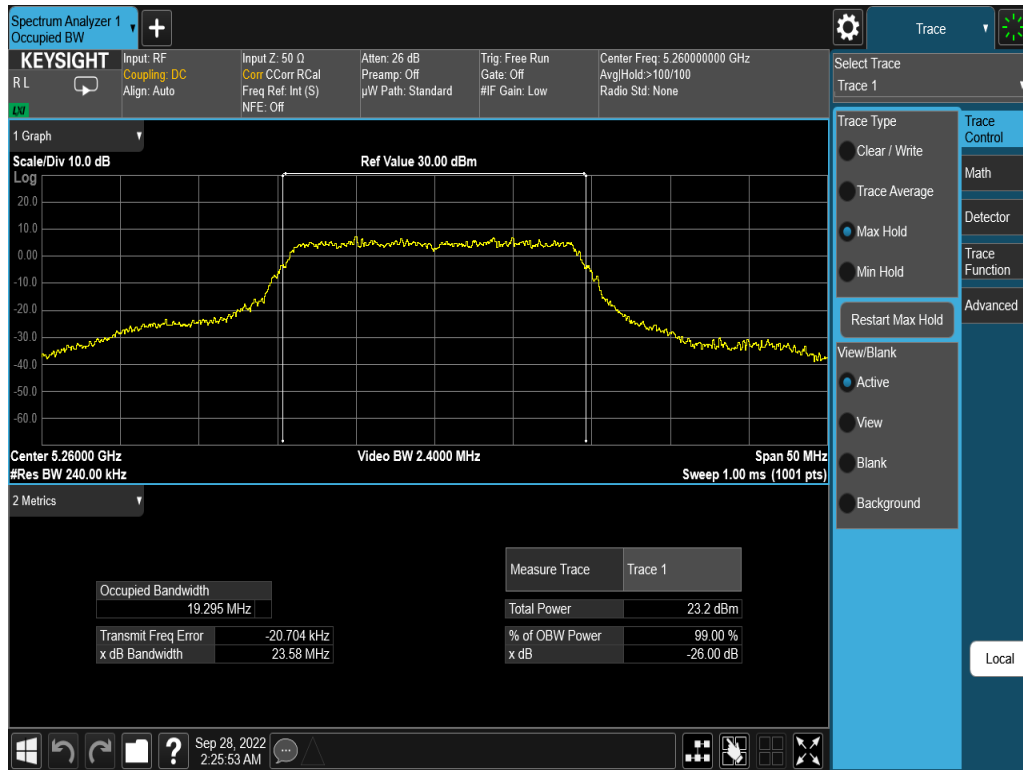 Spectrum Analyzer 1
Occupied BW
+
Trace
KEYSIGHT
R L
LXI
Input: RF
Coupling: DC
Align: Auto
Input Z: 50 Ω
Corr CCorr RCal
Freq Ref: Int (S)
NFE: Off
Atten: 26 dB
Preamp: Off
µW Path: Standard
Trig: Free Run
Gate: Off
#IF Gain: Low
Center Freq: 5.260000000 GHz
Avg|Hold:>100/100
Radio Std: None
Select Trace
Trace 1
1 Graph
Scale/Div 10.0 dB
Ref Value 30.00 dBm
Log
20.0
10.0
0.00
-10.0
-20.0
-30.0
-40.0
-50.0
-60.0
Center 5.26000 GHz
Video BW 2.4000 MHz
Span 50 MHz
#Res BW 240.00 kHz
Sweep 1.00 ms (1001 pts)
Trace Type
Clear / Write
Trace Average
Max Hold
Min Hold
Restart Max Hold
View/Blank
Active
View
Blank
Background
Trace
Control
Math
Detector
Trace
Function
Advanced
Local
2 Metrics
Occupied Bandwidth
19.295 MHz
Transmit Freq Error -20.704 kHz
x dB Bandwidth 23.58 MHz
Measure Trace Trace 1
Total Power 23.2 dBm
% of OBW Power 99.00 %
x dB -26.00 dB
?
Sep 28, 2022
2:25:53 AM